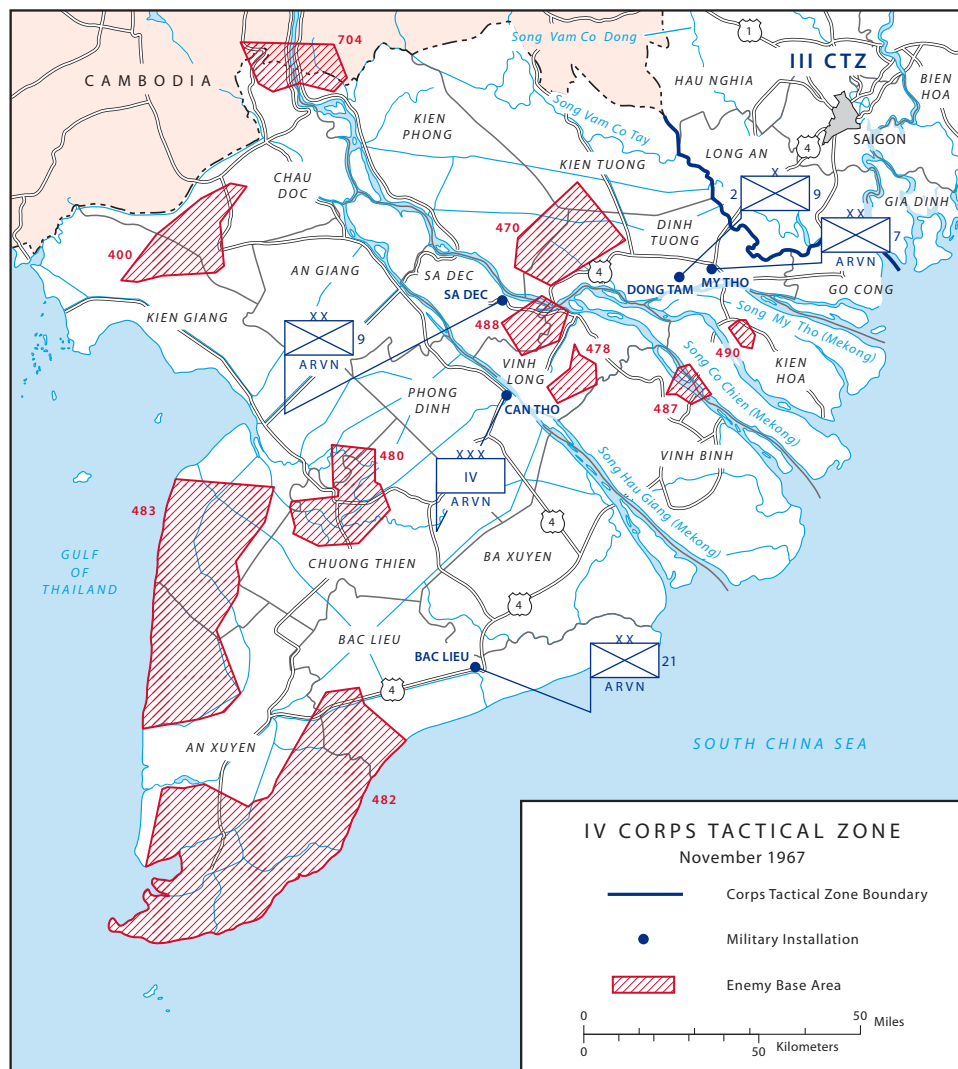 704
Song Vam Co Dong
1
III CTZ
CAMBODIA
HAU NGHIA
BIEN
HOA
KIEN
PHONG
Song Vam Co Tay
4
SAIGON
LONG AN
KIEN TUONG
CHAU
DOC
X
2
9
GIA DINH
400
470
DINH
TUONG
XX
7
ARVN
AN GIANG
SA DEC
4
DONG TAM
MY THO
GO CONG
SA DEC
KIEN GIANG
XX
9
ARVN
488
Song My Tho (Mekong)
490
478
VINH
LONG
KIEN
HOA
Song Co Chien (Mekong)
PHONG
DINH
CAN THO
487
480
XXX
IV
ARVN
VINH BINH
483
Song Hau Giang (Mekong)
4
GULF
OF
THAILAND
CHUONG THIEN
BA XUYEN
4
BAC LIEU
BAC LIEU
XX
21
ARVN
4
AN XUYEN
SOUTH CHINA SEA
482
IV CORPS TACTICAL ZONE
November 1967
Corps Tactical Zone Boundary
Military Installation
Enemy Base Area
0
50
Miles
0
50
Kilometers